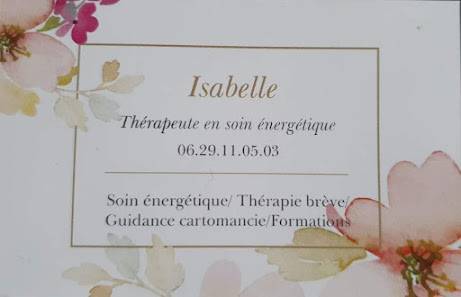 Isabelle
Thérapeute en soin énergétique
06.29.11.05.03
Soin énergétique/ Thérapie brève/
Guidance cartomancie/Formations